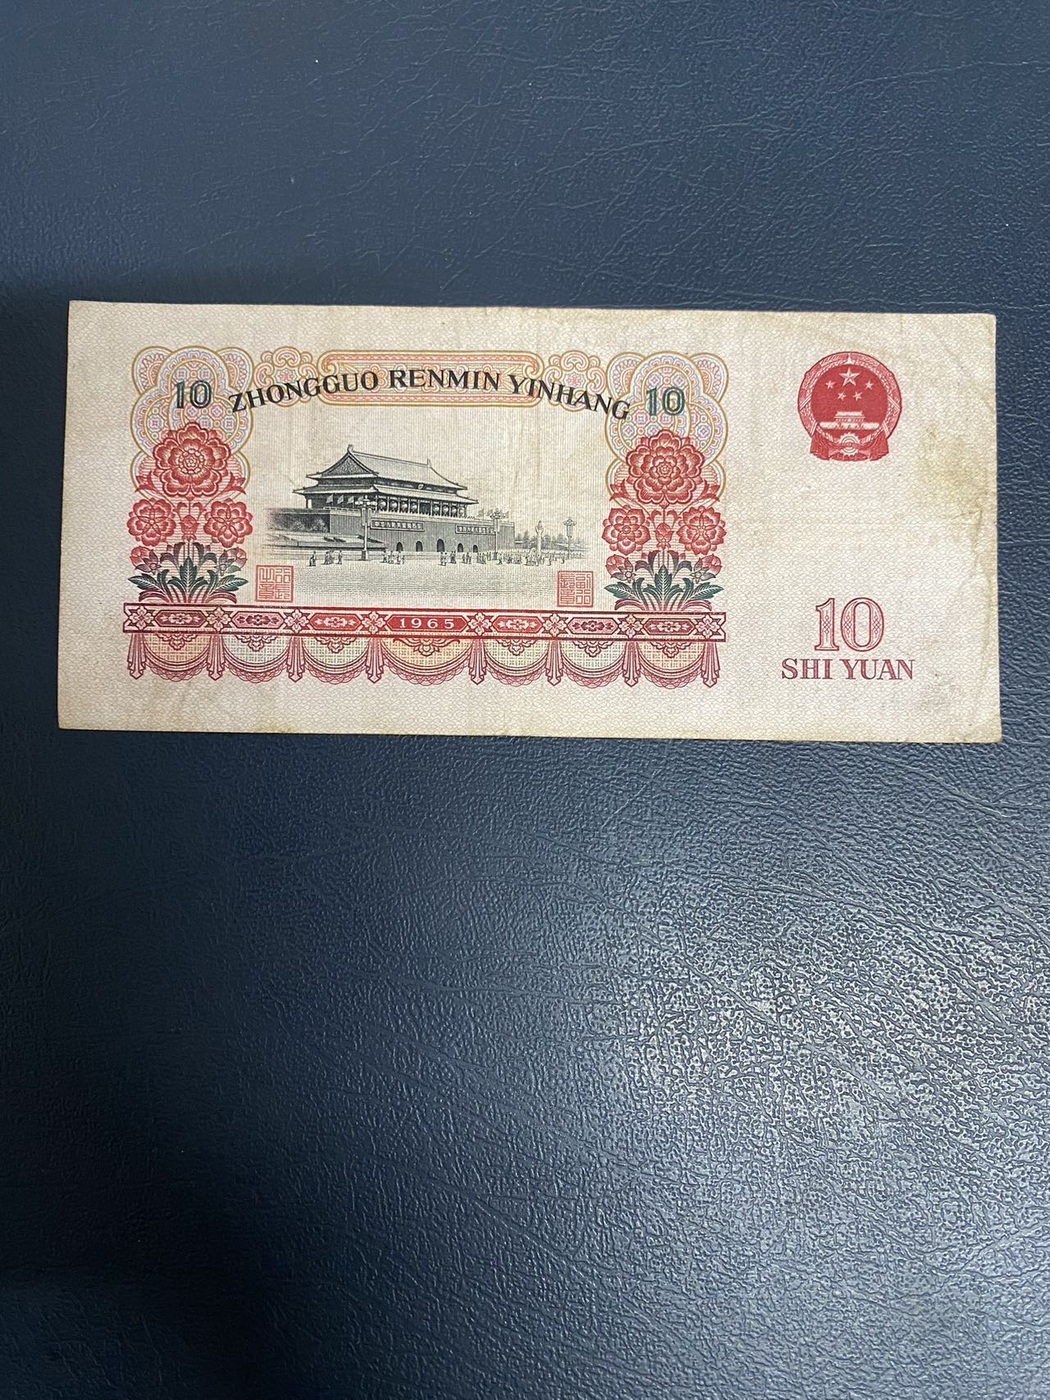 10 ZHONGGUO RENMIN YINHANG 10
1965
10
SHI YUAN